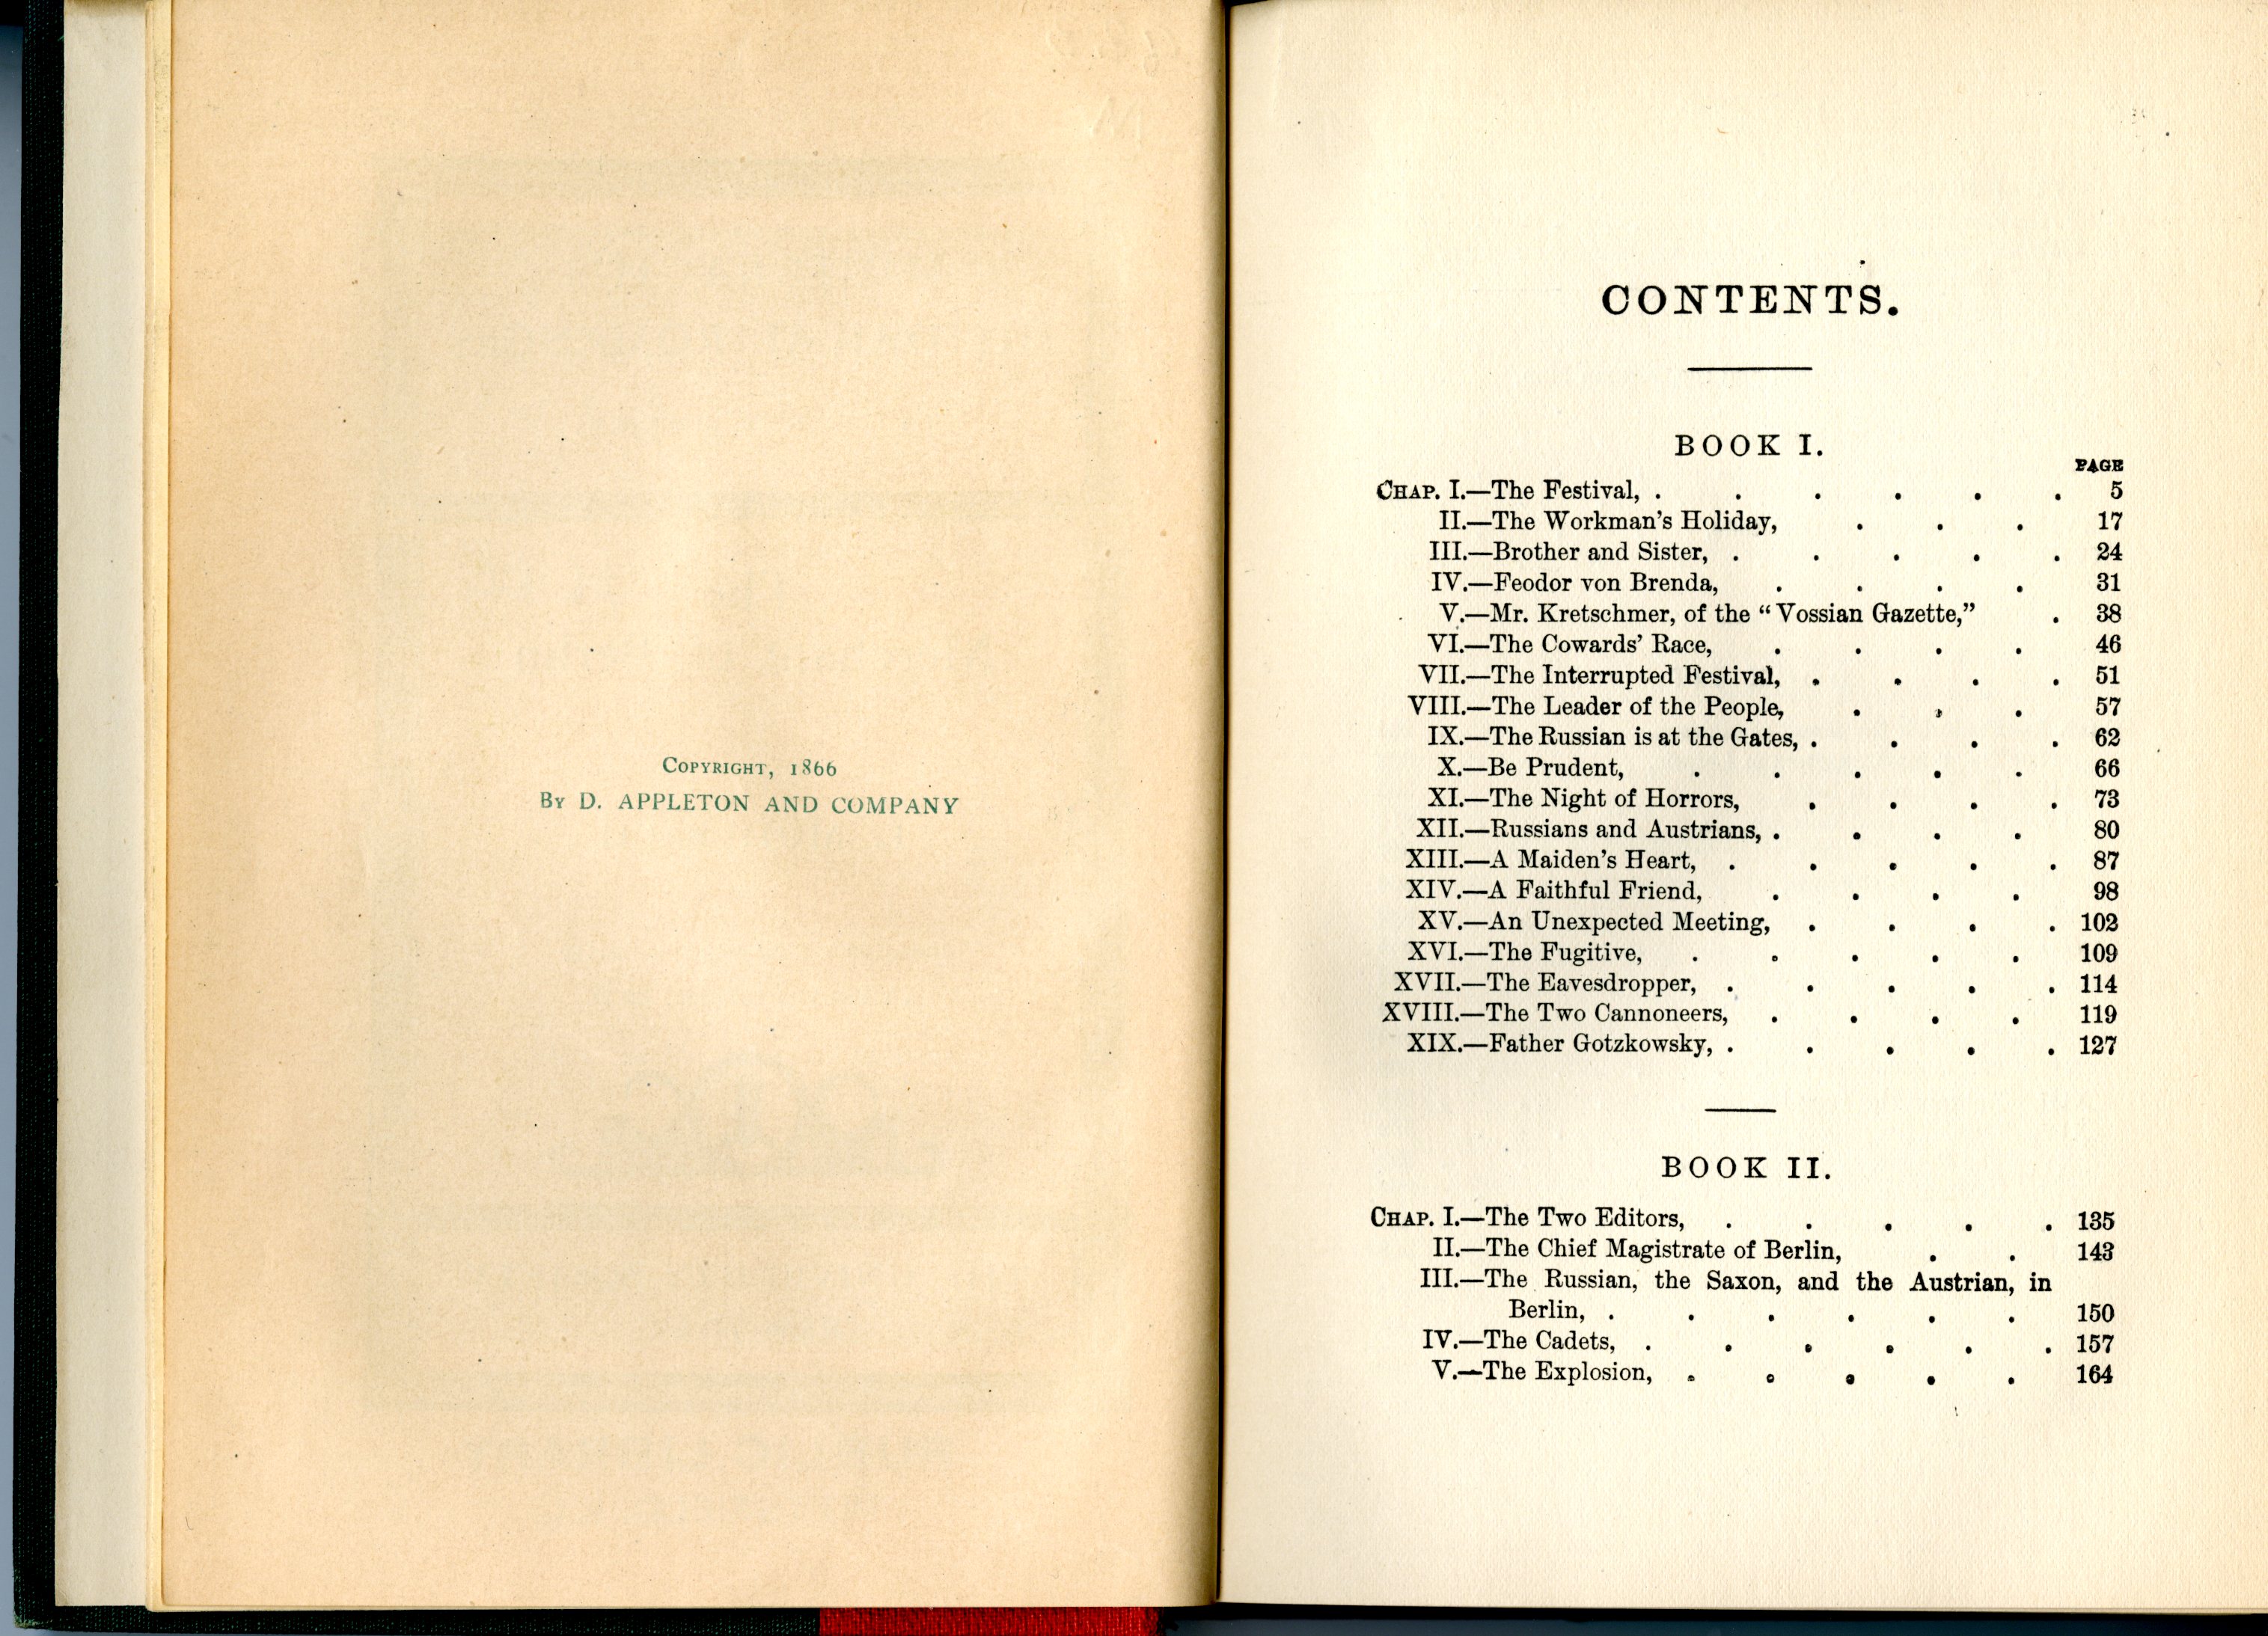 COPYRIGHT, 1866
BY D. APPLETON AND COMPANY
CONTENTS.
BOOK I.
PAGE
CHAP. I.—The Festival, . . . . . . 5
II.—The Workman's Holiday, . . . 17
III.—Brother and Sister, . . . . . 24
IV.—Feodor von Brenda, . . . . 31
V.—Mr. Kretschmer, of the “Vossian Gazette,” . 38
VI.—The Cowards' Race, . . . . 46
VII.—The Interrupted Festival, . . . . 51
VIII.—The Leader of the People, . . . 57
IX.—The Russian is at the Gates, . . . . 62
X.—Be Prudent, . . . . . 66
XI.—The Night of Horrors, . . . . 73
XII.—Russians and Austrians, . . . . 80
XIII.—A Maiden's Heart, . . . . . 87
XIV.—A Faithful Friend, . . . . 98
XV.—An Unexpected Meeting, . . . . 102
XVI.—The Fugitive, . . . . . 109
XVII.—The Eavesdropper, . . . . . 114
XVIII.—The Two Cannoneers, . . . . 119
XIX.—Father Gotzkowsky, . . . . . 127
BOOK II.
CHAP. I.—The Two Editors, . . . . . 135
II.—The Chief Magistrate of Berlin, . . 143
III.—The Russian, the Saxon, and the Austrian, in
Berlin, . . . . . . 150
IV.—The Cadets, . . . . . . 157
V.—The Explosion, . . . . . 164